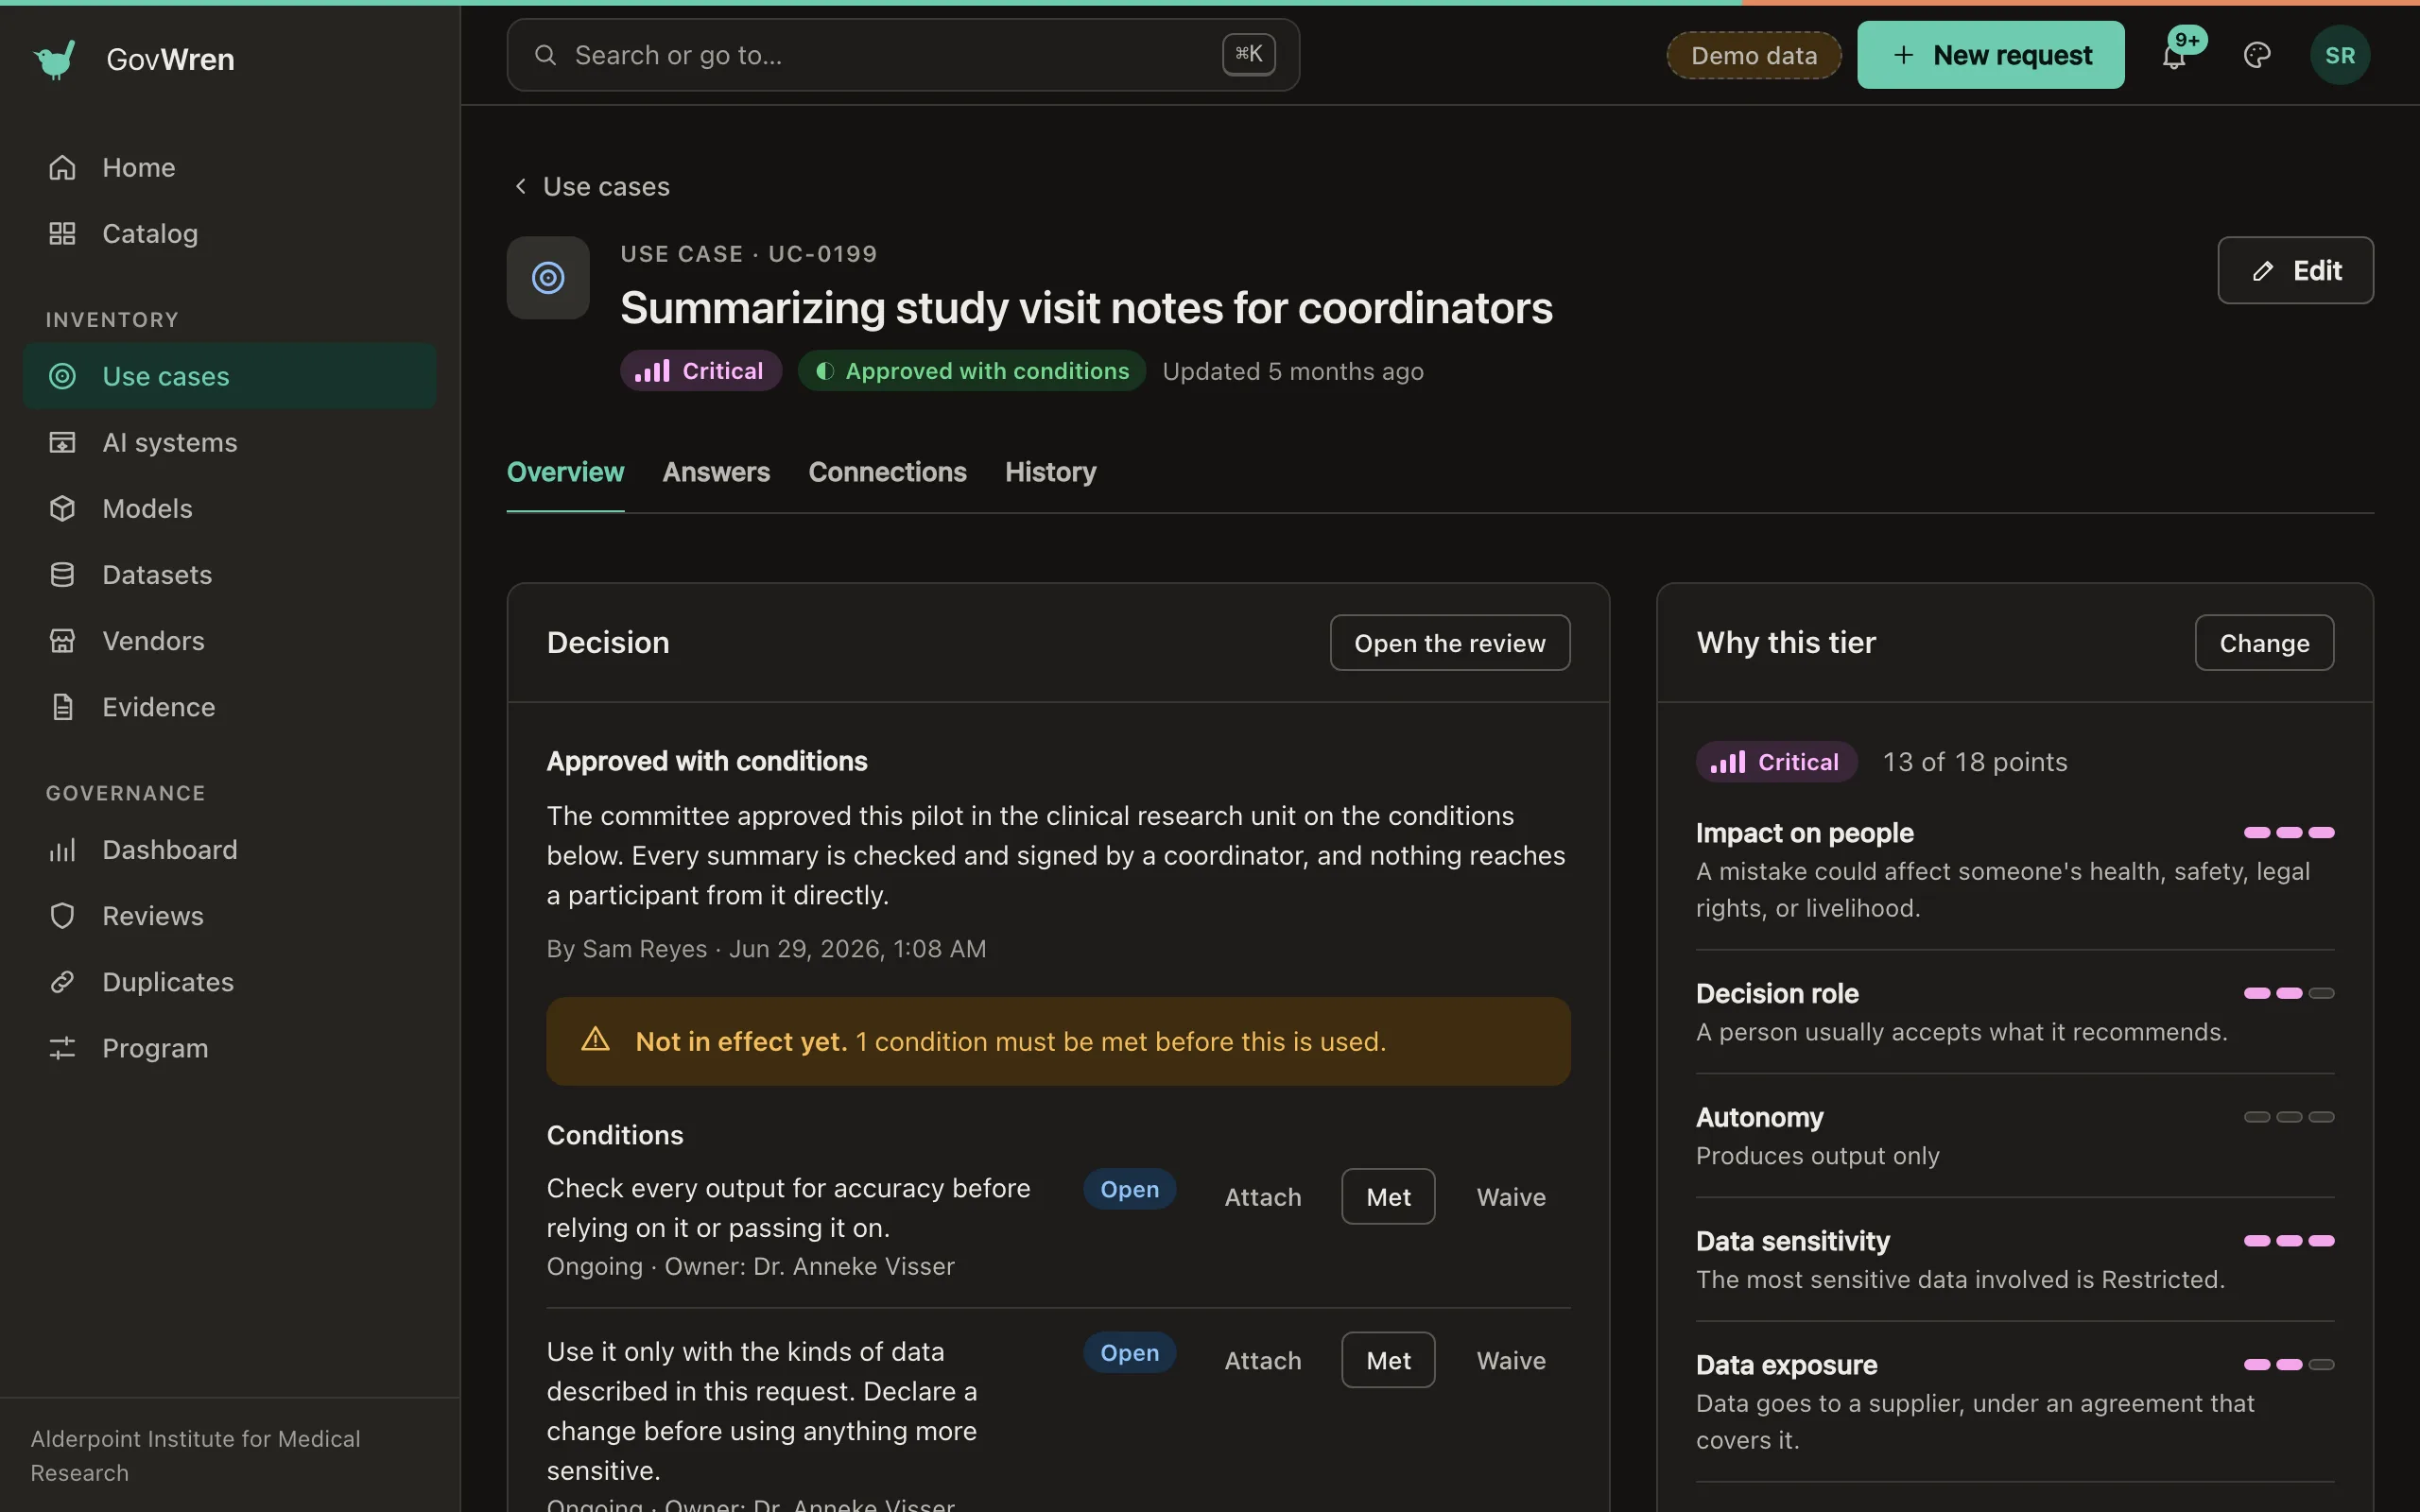 GovWren
Search or go to...
⌘K
Demo data
+ New request
9+
SR
Home
Catalog
INVENTORY
Use cases
AI systems
Models
Datasets
Vendors
Evidence
GOVERNANCE
Dashboard
Reviews
Duplicates
Program
Alderpoint Institute for Medical
Research
Use cases
USE CASE · UC-0199
Summarizing study visit notes for coordinators
Edit
Critical
Approved with conditions
Updated 5 months ago
Overview
Answers
Connections
History
Decision
Open the review
Approved with conditions
The committee approved this pilot in the clinical research unit on the conditions
below. Every summary is checked and signed by a coordinator, and nothing reaches
a participant from it directly.
By Sam Reyes · Jun 29, 2026, 1:08 AM
Not in effect yet. 1 condition must be met before this is used.
Conditions
Check every output for accuracy before
relying on it or passing it on.
Ongoing · Owner: Dr. Anneke Visser
Open
Attach
Met
Waive
Use it only with the kinds of data
described in this request. Declare a
change before using anything more
sensitive.
Ongoing · Owner: Dr. Anneke Visser
Open
Attach
Met
Waive
Why this tier
Change
Critical
13 of 18 points
Impact on people
A mistake could affect someone's health, safety, legal
rights, or livelihood.
Decision role
A person usually accepts what it recommends.
Autonomy
Produces output only
Data sensitivity
The most sensitive data involved is Restricted.
Data exposure
Data goes to a supplier, under an agreement that
covers it.